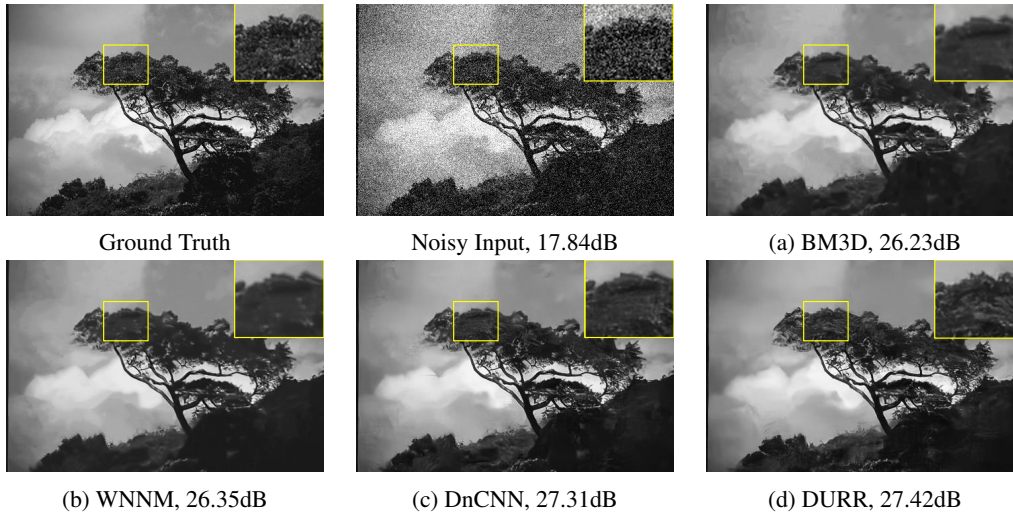 Ground Truth
Noisy Input, 17.84dB
(a) BM3D, 26.23dB
(b) WNNM, 26.35dB
(c) DnCNN, 27.31dB
(d) DURR, 27.42dB